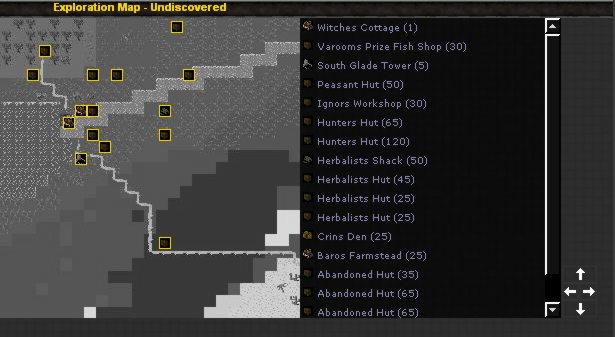 Exploration Map - Undiscovered
Witches Cottage (1)
Varooms Prize Fish Shop (30)
South Glade Tower (5)
Peasant Hut (50)
Ignors Workshop (30)
Hunters Hut (65)
Hunters Hut (120)
Herbalists Shack (50)
Herbalists Hut (45)
Herbalists Hut (25)
Herbalists Hut (25)
Crins Den (25)
Baros Farmstead (25)
Abandoned Hut (35)
Abandoned Hut (65)
Abandoned Hut (65)